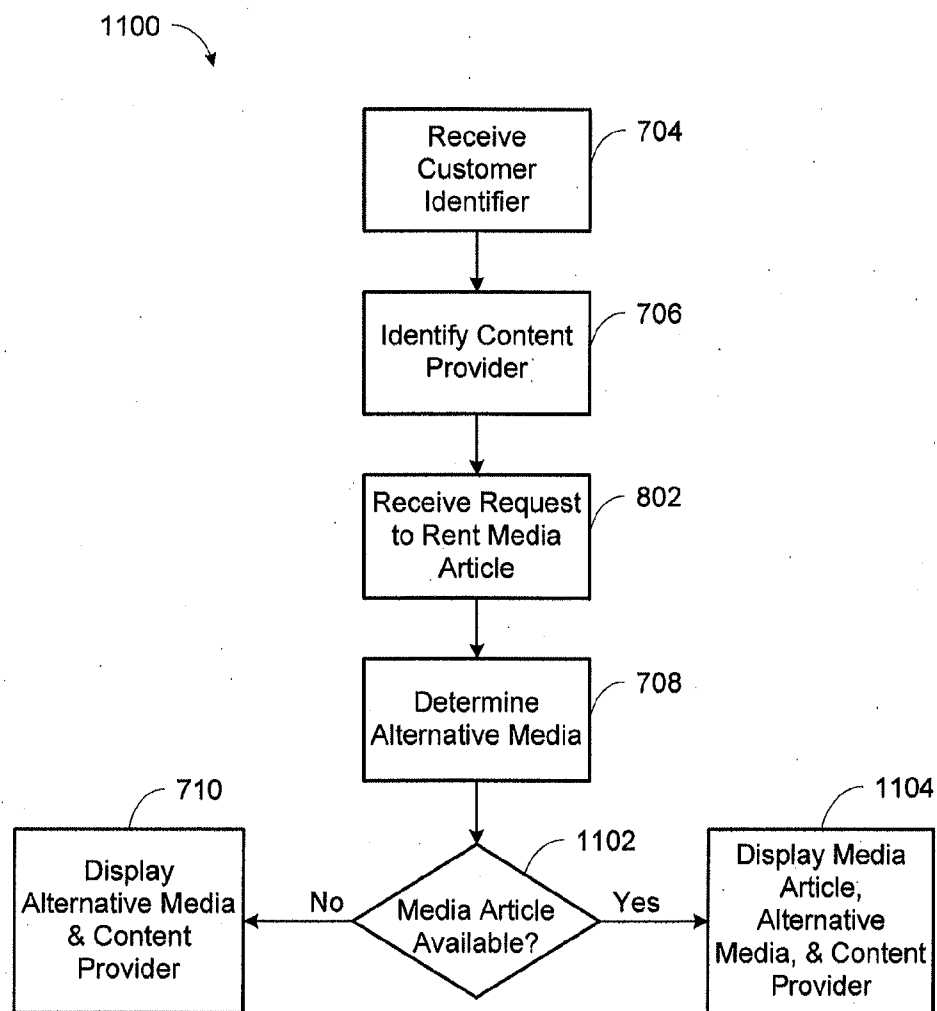 1100
Receive
Customer
Identifier
704
Identify Content
Provider
706
Receive Request
to Rent Media
Article
802
Determine
Alternative Media
708
710
Display
Alternative Media
& Content
Provider
No
Media Article
Available?
1102
Yes
1104
Display Media
Article,
Alternative
Media, & Content
Provider